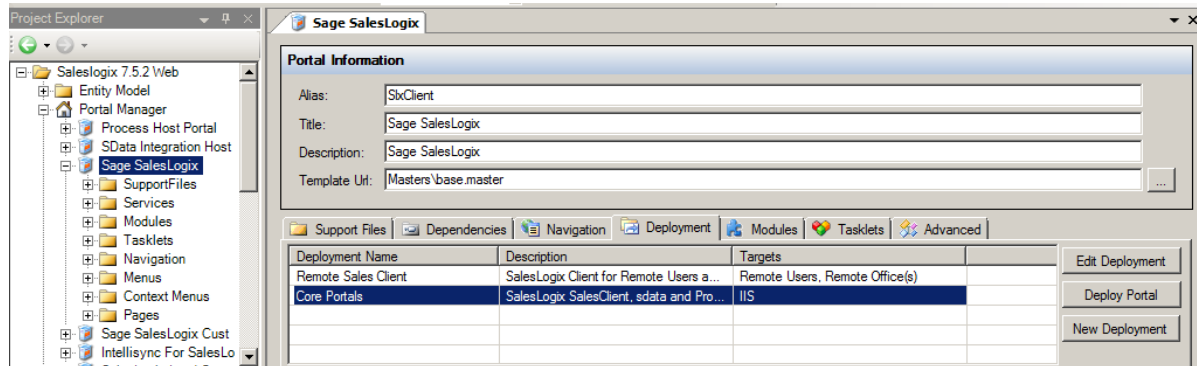 Project Explorer
Sage SalesLogix
Saleslogix 7.5.2 Web
Entity Model
Portal Manager
Process Host Portal
SData Integration Host
Sage SalesLogix
SupportFiles
Services
Modules
Tasklets
Navigation
Menus
Context Menus
Pages
Sage SalesLogix Cust
Intellisync For SalesLo
Portal Information
Alias: SlxClient
Title: Sage SalesLogix
Description: Sage SalesLogix
Template Url: Masters\base.master ...
Support Files Dependencies Navigation Deployment Modules Tasklets Advanced
Deployment Name Description Targets
Remote Sales Client SalesLogix Client for Remote Users a... Remote Users, Remote Office(s)
Core Portals SalesLogix SalesClient, sdata and Pro... IIS
Edit Deployment
Deploy Portal
New Deployment